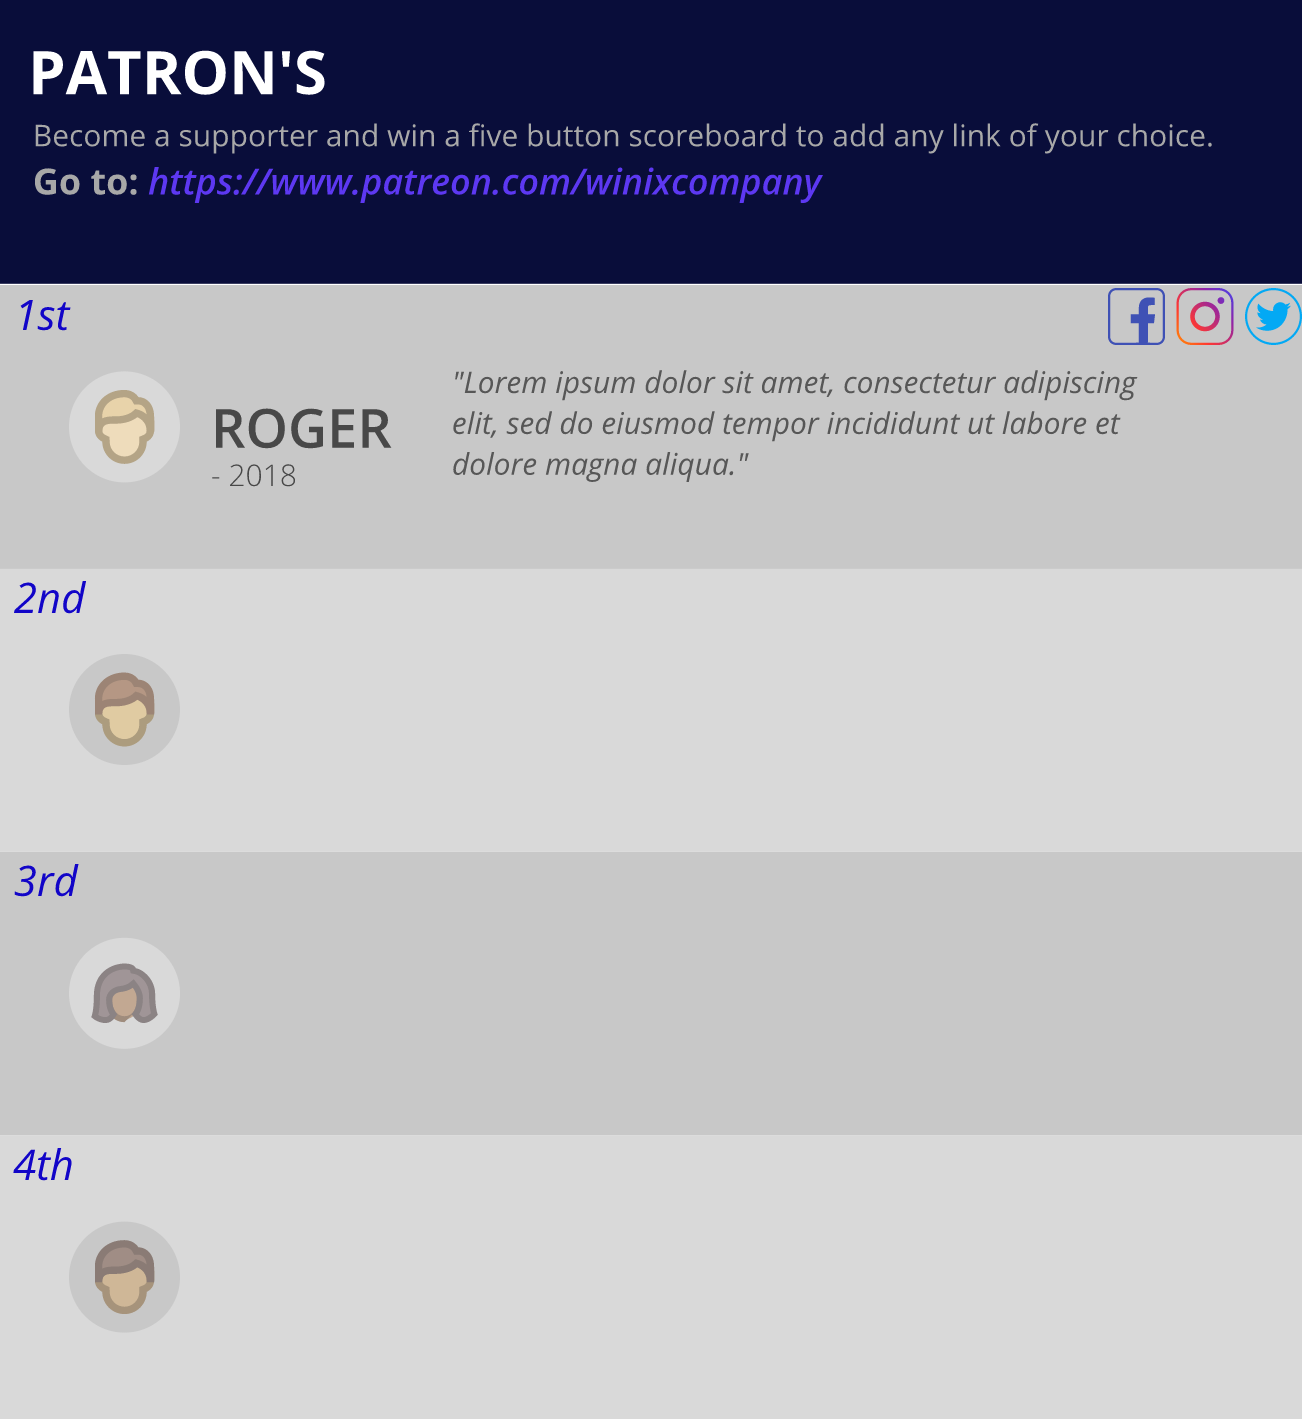 PATRON'S
Become a supporter and win a five button scoreboard to add any link of your choice.
Go to: https://www.patreon.com/winixcompany
1st
ROGER
- 2018
"Lorem ipsum dolor sit amet, consectetur adipiscing
elit, sed do eiusmod tempor incididunt ut labore et
dolore magna aliqua."
2nd
3rd
4th